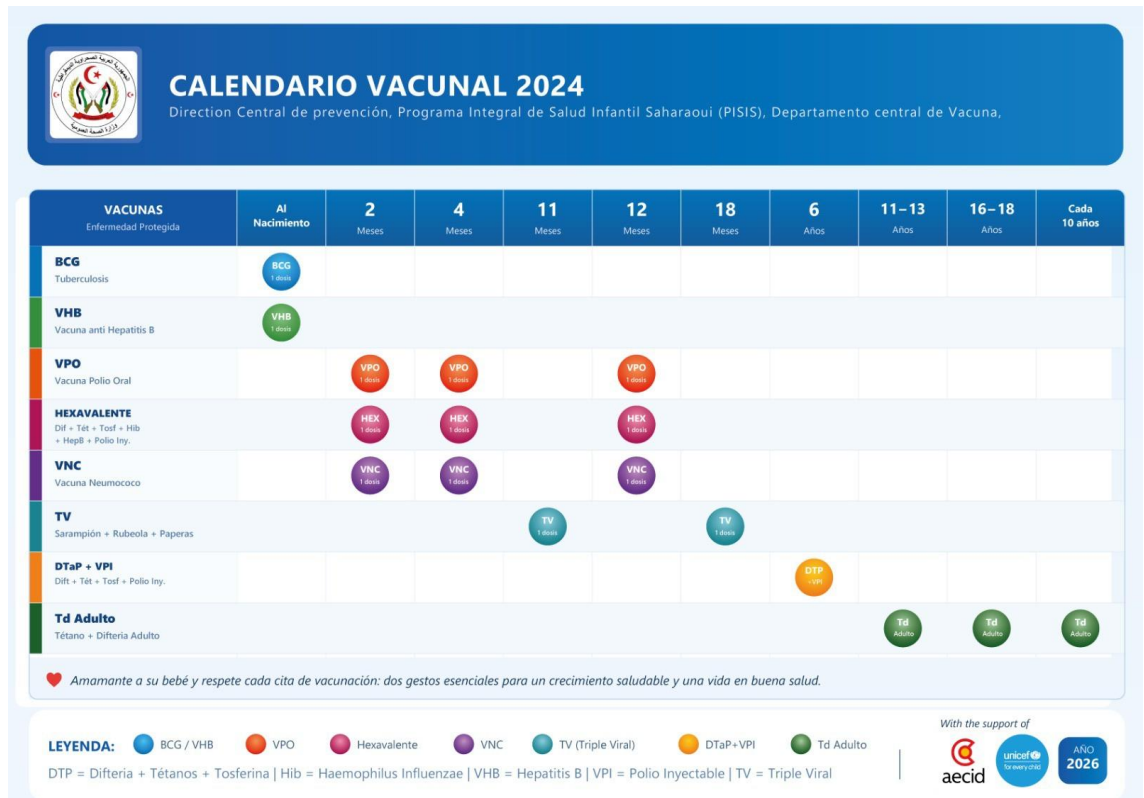 CALENDARIO VACUNAL 2024
Direction Central de prevención, Programa Integral de Salud Infantil Saharaoui (PISIS), Departamento central de Vacuna,
VACUNAS
Enfermedad Protegida
Al
Nacimiento
2
Meses
4
Meses
11
Meses
12
Meses
18
Meses
6
Años
11–13
Años
16–18
Años
Cada
10 años
BCG
Tuberculosis
BCG
1 dosis
VHB
Vacuna anti Hepatitis B
VHB
1 dosis
VPO
Vacuna Polio Oral
VPO
1 dosis
VPO
1 dosis
VPO
1 dosis
HEXAVALENTE
Dif + Tét + Tosf + Hib
+ HepB + Polio Iny.
HEX
1 dosis
HEX
1 dosis
HEX
1 dosis
VNC
Vacuna Neumococo
VNC
1 dosis
VNC
1 dosis
VNC
1 dosis
TV
Sarampión + Rubeola + Paperas
TV
1 dosis
TV
1 dosis
DTaP + VPI
Dift + Tét + Tosf + Polio Iny.
DTP
+VPI
Td Adulto
Tétano + Difteria Adulto
Td
Adulto
Td
Adulto
Td
Adulto
Amamante a su bebé y respete cada cita de vacunación: dos gestos esenciales para un crecimiento saludable y una vida en buena salud.
LEYENDA:
BCG / VHB
VPO
Hexavalente
VNC
TV (Triple Viral)
DTaP+VPI
Td Adulto
DTP = Difteria + Tétanos + Tosferina | Hib = Haemophilus Influenzae | VHB = Hepatitis B | VPI = Polio Inyectable | TV = Triple Viral
With the support of
aecid
unicef
for every child
AÑO
2026